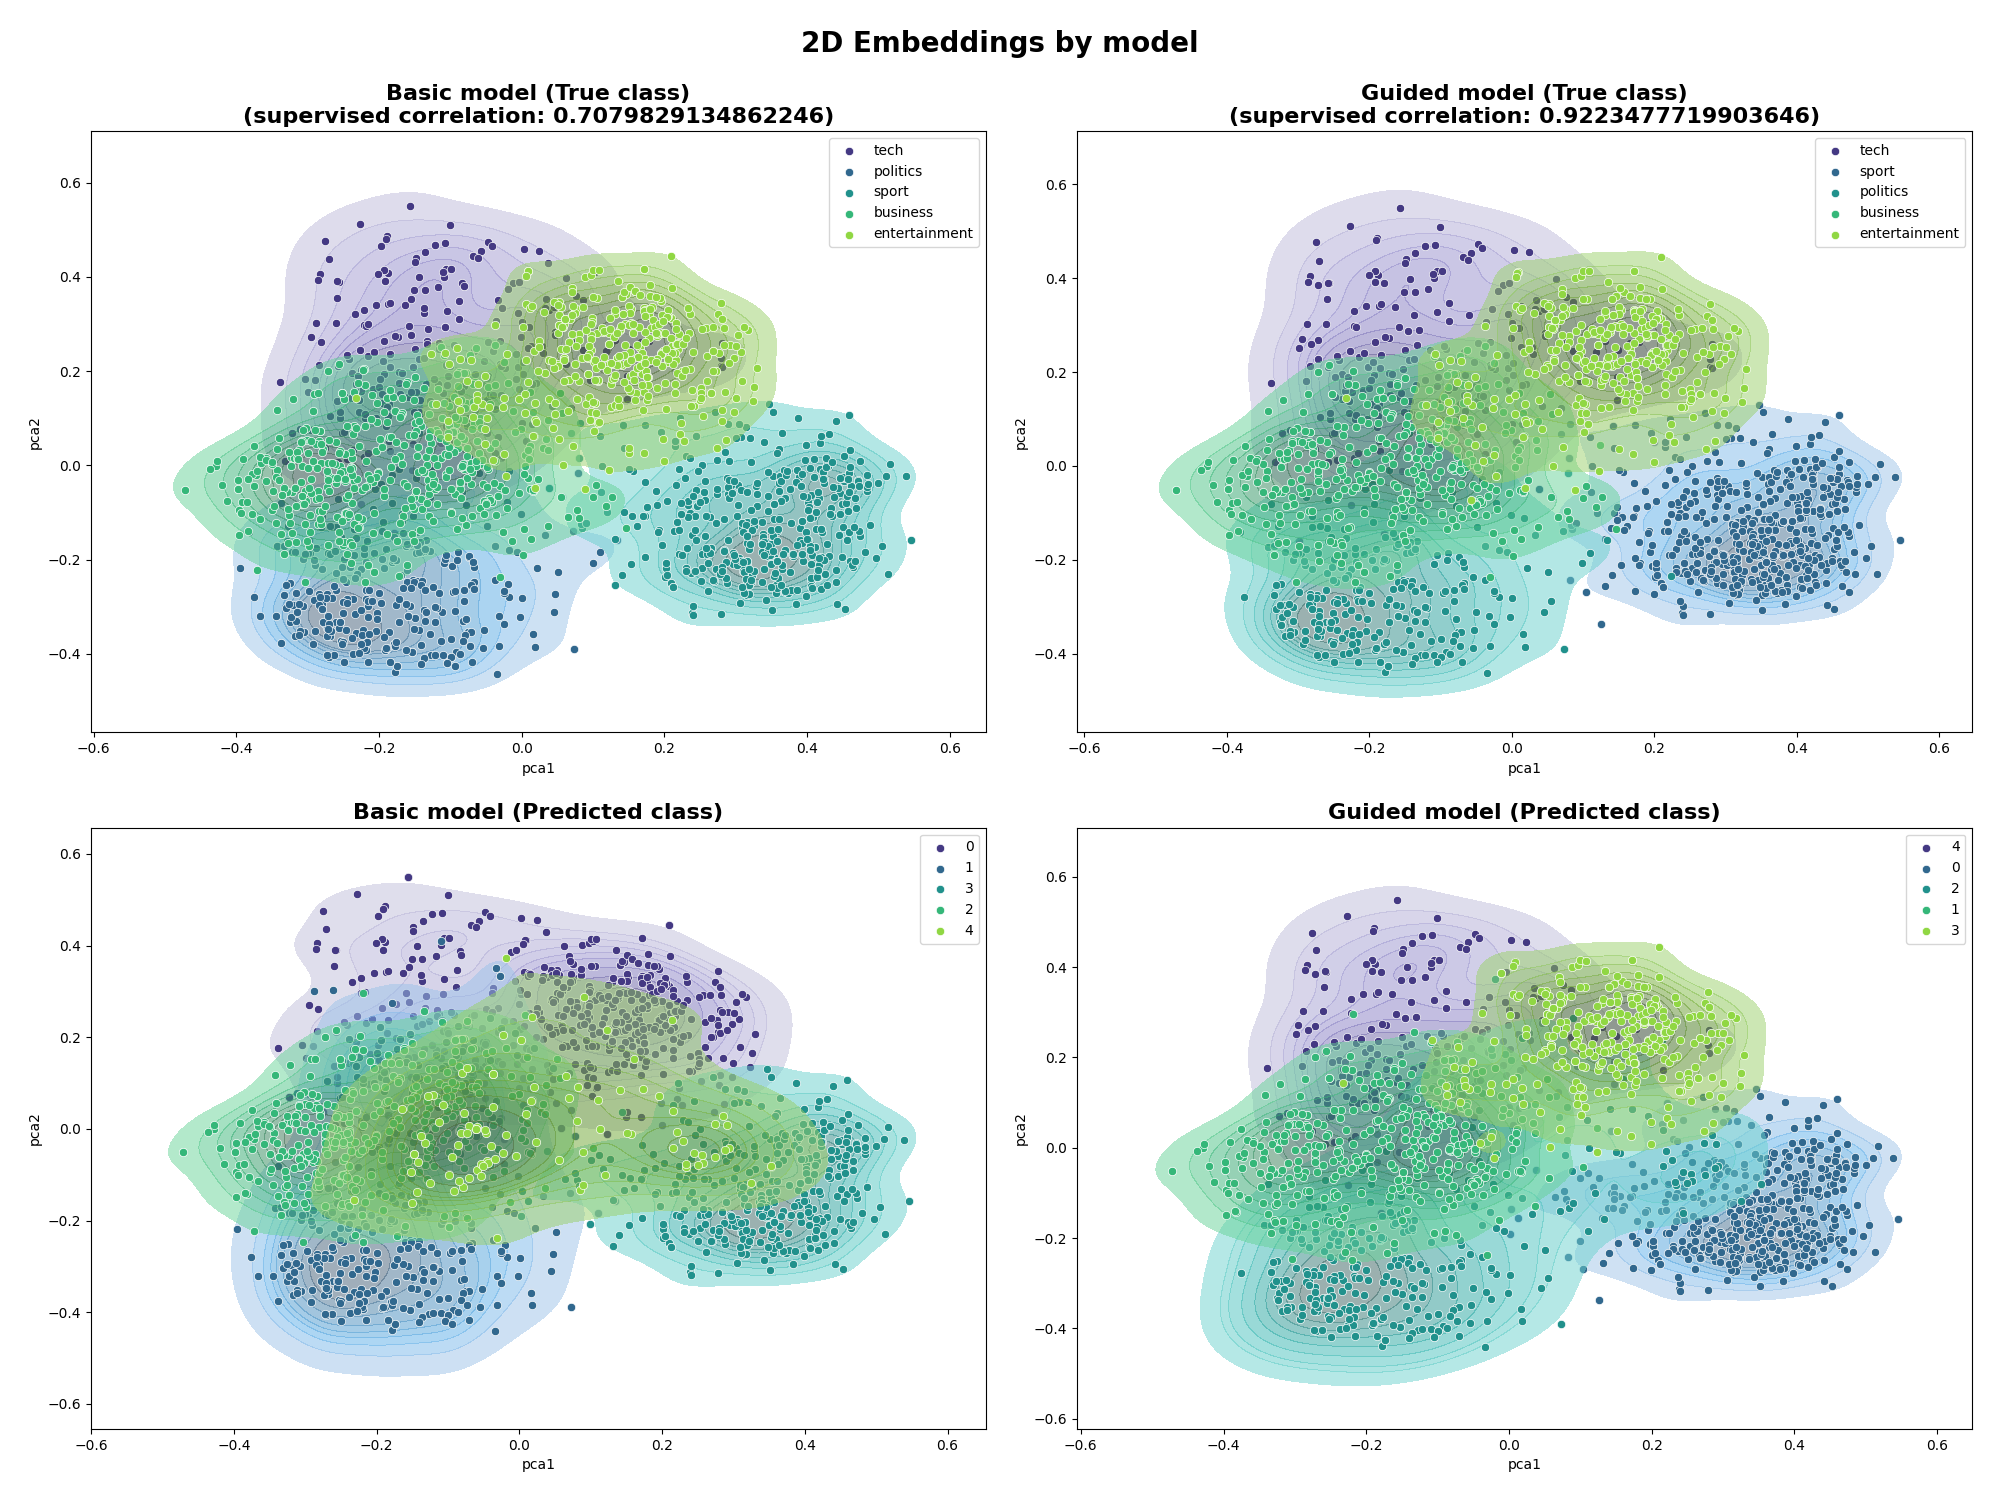 2D Embeddings by model
Basic model (True class)
(supervised correlation: 0.7079829134862246)
tech
politics
sport
business
entertainment
0.6
0.4
0.2
0.0
−0.2
−0.4
pca2
−0.6
−0.4
−0.2
0.0
0.2
0.4
0.6
pca1
Guided model (True class)
(supervised correlation: 0.9223477719903646)
tech
sport
politics
business
entertainment
0.6
0.4
0.2
0.0
−0.2
−0.4
pca2
−0.6
−0.4
−0.2
0.0
0.2
0.4
0.6
pca1
Basic model (Predicted class)
0
1
3
2
4
0.6
0.4
0.2
0.0
−0.2
−0.4
−0.6
pca2
−0.6
−0.4
−0.2
0.0
0.2
0.4
0.6
pca1
Guided model (Predicted class)
4
0
2
1
3
0.6
0.4
0.2
0.0
−0.2
−0.4
−0.6
pca2
−0.6
−0.4
−0.2
0.0
0.2
0.4
0.6
pca1